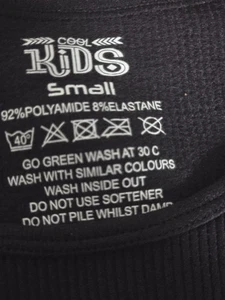 COOL
KiDS
Small
92%POLYAMIDE 8%ELASTANE
40°
GO GREEN WASH AT 30 C
WASH WITH SIMILAR COLOURS
WASH INSIDE OUT
DO NOT USE SOFTENER
DO NOT PILE WHILST DAMP